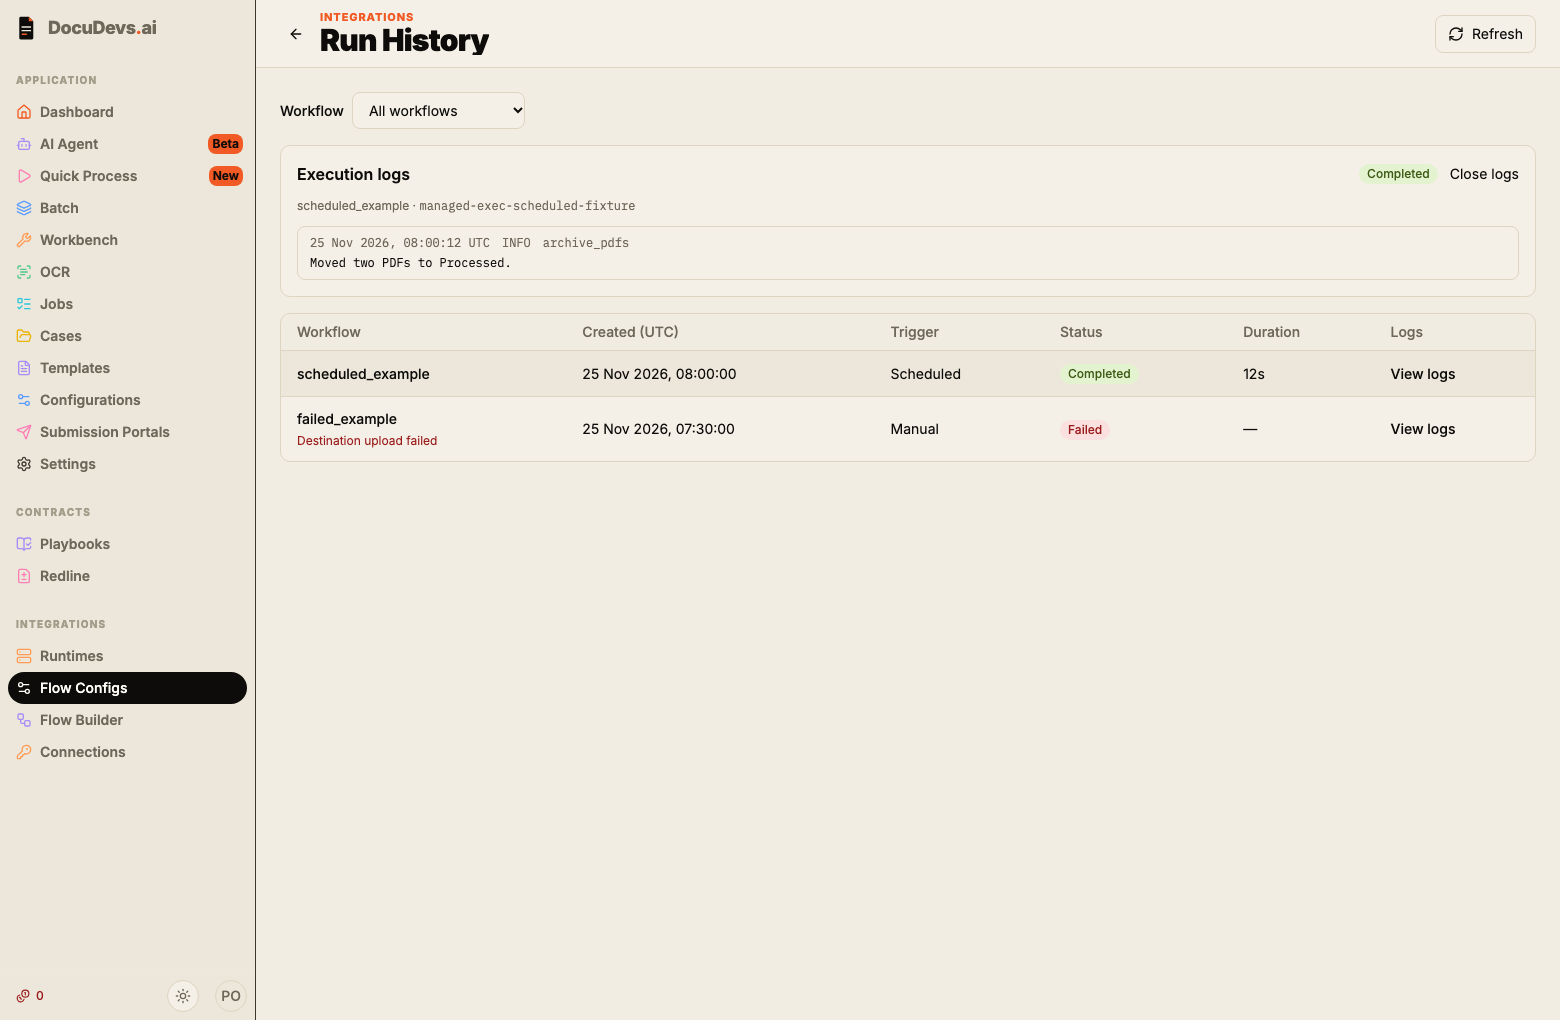 DocuDevs.ai
APPLICATION
Dashboard
AI Agent Beta
Quick Process New
Batch
Workbench
OCR
Jobs
Cases
Templates
Configurations
Submission Portals
Settings
CONTRACTS
Playbooks
Redline
INTEGRATIONS
Runtimes
Flow Configs
Flow Builder
Connections
0 PO
INTEGRATIONS
Run History
Refresh
Workflow All workflows
Execution logs Completed Close logs
scheduled_example · managed-exec-scheduled-fixture
25 Nov 2026, 08:00:12 UTC INFO archive_pdfs
Moved two PDFs to Processed.
Workflow Created (UTC) Trigger Status Duration Logs
scheduled_example 25 Nov 2026, 08:00:00 Scheduled Completed 12s View logs
failed_example 25 Nov 2026, 07:30:00 Manual Failed — View logs
Destination upload failed